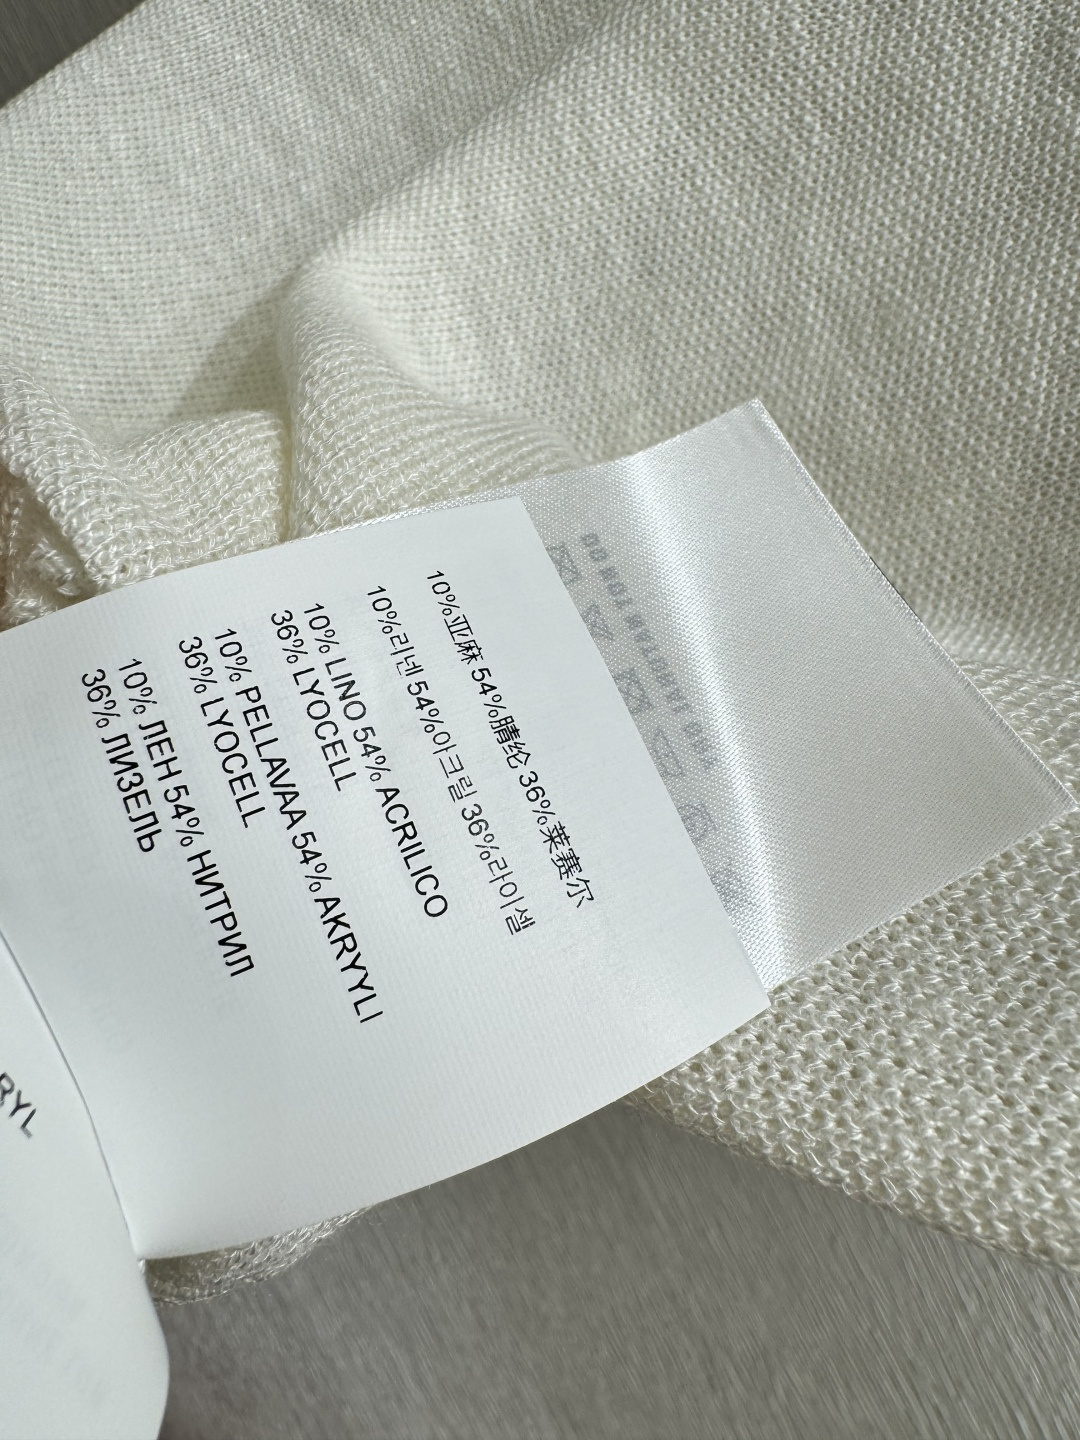 10%亚麻 54%腈纶 36%莱赛尔
10%리넨 54%아크릴 36%라이셀
10% LINO 54% ACRILICO
36% LYOCELL
10% PELLAVAA 54% AKRYYLI
36% LYOCELL
10% ЛЕН 54% НИТРИЛ
36% ЛИЗЕЛЬ
RYL